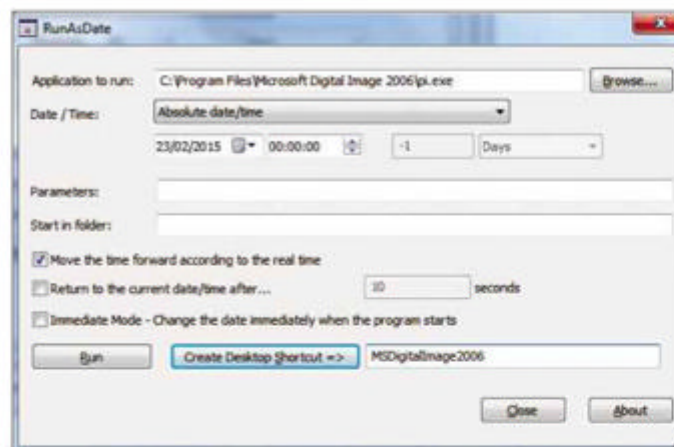 RunAsDate
Application to run: C:\Program Files\Microsoft Digital Image 2006\pi.exe Browse...
Date / Time: Absolute date/time
23/02/2015 00:00:00 -1 Days
Parameters:
Start in folder:
Move the time forward according to the real time
Return to the current date/time after... 10 seconds
Immediate Mode - Change the date immediately when the program starts
Run Create Desktop Shortcut => MSDigitalImage2006
Close About